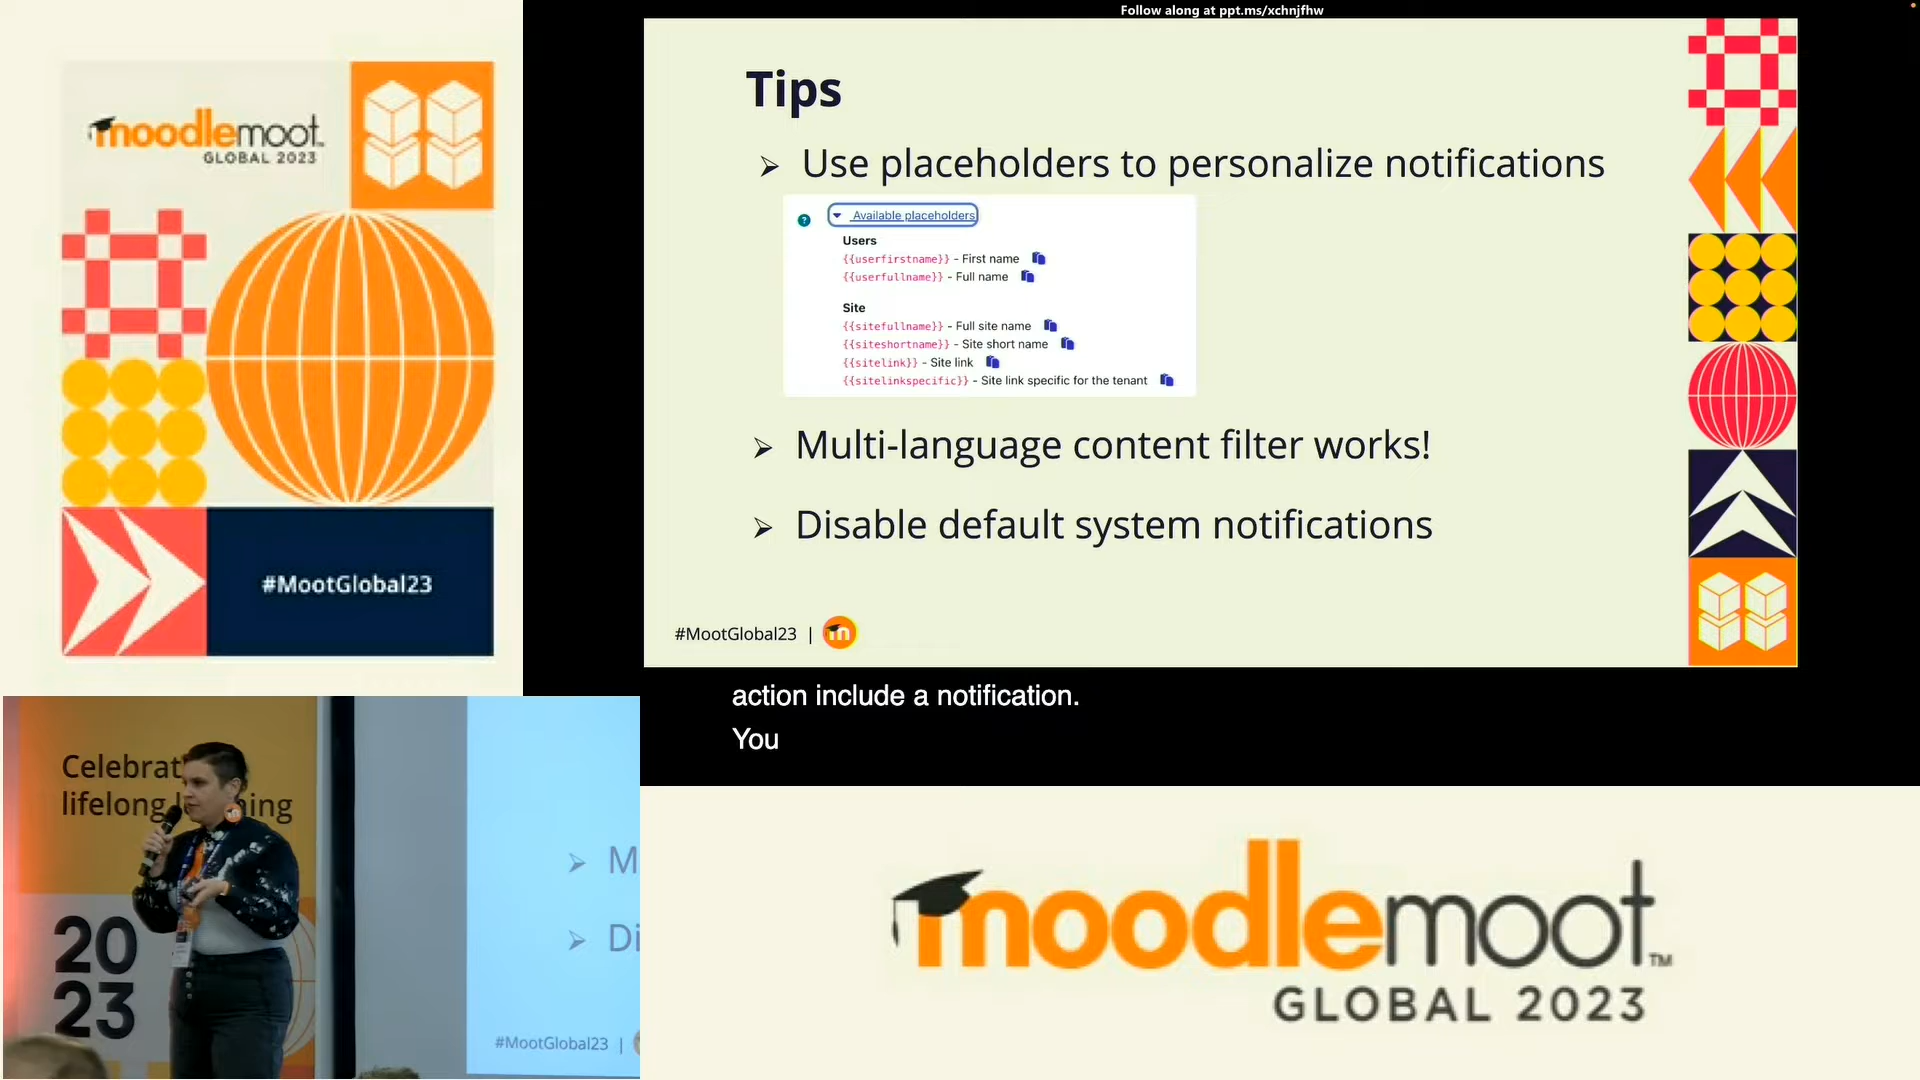 Follow along at ppt.ms/xchnjfhw
moodlemoot™
GLOBAL 2023
#MootGlobal23
Tips
➢ Use placeholders to personalize notifications
? Available placeholders
Users
{{userfirstname}} - First name
{{userfullname}} - Full name
Site
{{sitefullname}} - Full site name
{{siteshortname}} - Site short name
{{sitelink}} - Site link
{{sitelinkspecific}} - Site link specific for the tenant
➢ Multi-language content filter works!
➢ Disable default system notifications
#MootGlobal23 | m
action include a notification.
You
Celebrat
lifelong l ning
20
23
➢ M
➢ Di
#MootGlobal23 |
moodlemoot™
GLOBAL 2023